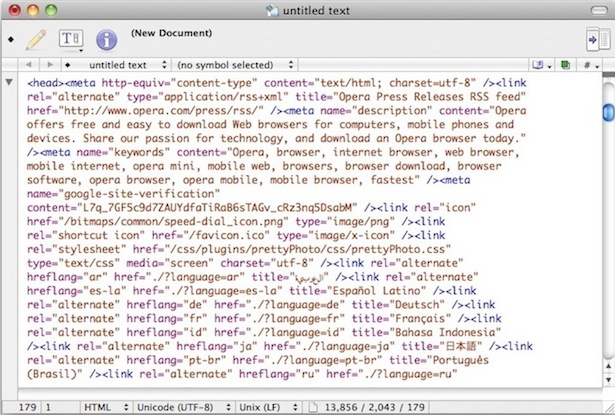 untitled text
(New Document)
untitled text
(no symbol selected)
#
<head><meta http-equiv="content-type" content="text/html; charset=utf-8" /><link
rel="alternate" type="application/rss+xml" title="Opera Press Releases RSS feed"
href="http://www.opera.com/press/rss/" /><meta name="description" content="Opera
offers free and easy to download Web browsers for computers, mobile phones and
devices. Share our passion for technology, and download an Opera browser today."
/><meta name="keywords" content="Opera, browser, internet browser, web browser,
mobile internet, opera mini, mobile web, browsers, browser download, browser
software, opera browser, opera mobile, mobile browser, fastest" /><meta
name="google-site-verification"
content="L7q_7GF5c9d7ZAUYdfaTiRaB6sTAGv_cRz3nq5DsabM" /><link rel="icon"
href="/bitmaps/common/speed-dial_icon.png" type="image/png" /><link
rel="shortcut icon" href="/favicon.ico" type="image/x-icon" /><link
rel="stylesheet" href="/css/plugins/prettyPhoto/css/prettyPhoto.css"
type="text/css" media="screen" charset="utf-8" /><link rel="alternate"
hreflang="ar" href="./?language=ar" title="العربية" /><link rel="alternate"
hreflang="es-la" href="./?language=es-la" title="Español Latino" /><link
rel="alternate" hreflang="de" href="./?language=de" title="Deutsch" /><link
rel="alternate" hreflang="fr" href="./?language=fr" title="Français" /><link
rel="alternate" hreflang="id" href="./?language=id" title="Bahasa Indonesia"
/><link rel="alternate" hreflang="ja" href="./?language=ja" title="日本語" /><link
rel="alternate" hreflang="pt-br" href="./?language=pt-br" title="Português
(Brasil)" /><link rel="alternate" hreflang="ru" href="./?language=ru"
179 1 HTML Unicode (UTF-8) Unix (LF) 13,856 / 2,043 / 179